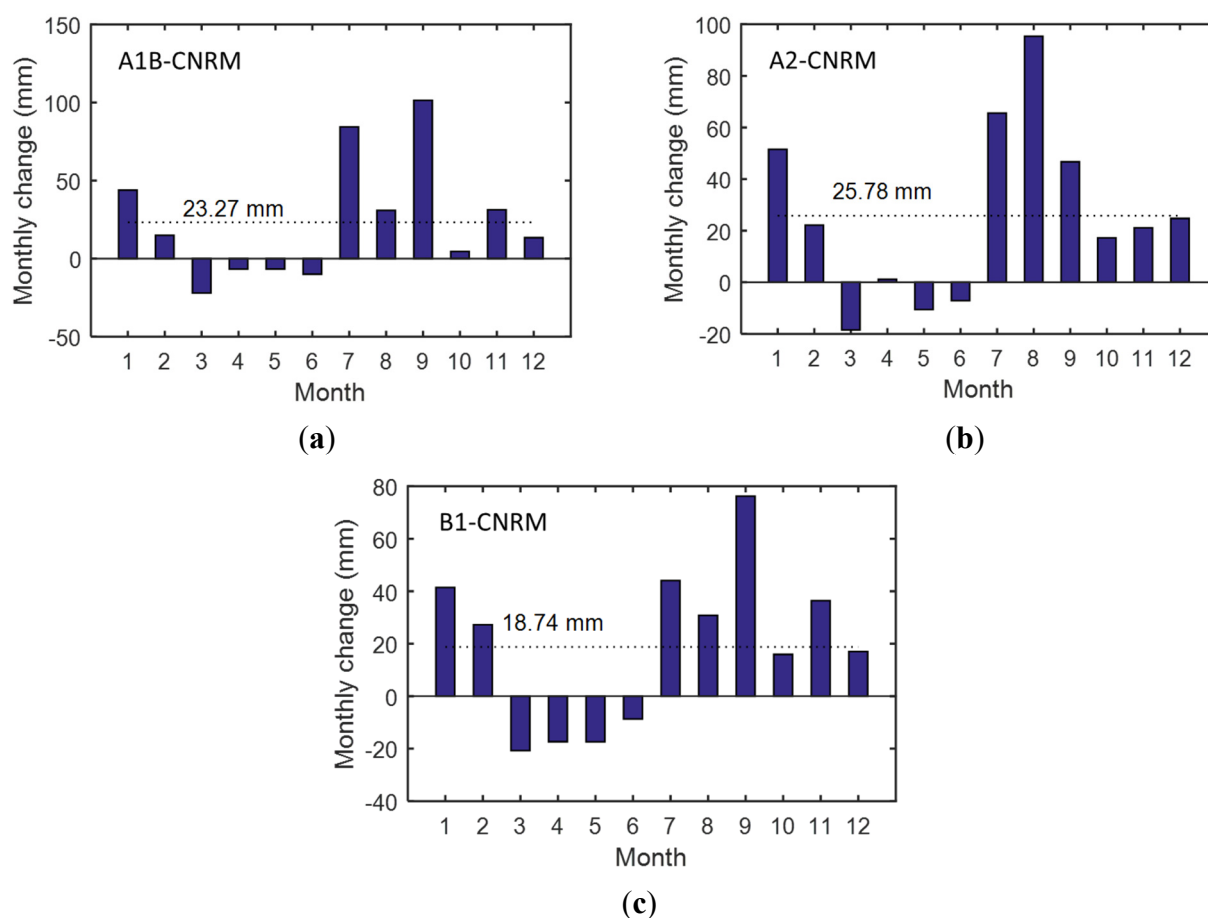 A1B-CNRM
Monthly change (mm)
150
100
50
0
-50
23.27 mm
1 2 3 4 5 6 7 8 9 10 11 12
Month
(a)
A2-CNRM
Monthly change (mm)
100
80
60
40
20
0
-20
25.78 mm
1 2 3 4 5 6 7 8 9 10 11 12
Month
(b)
B1-CNRM
Monthly change (mm)
80
60
40
20
0
-20
-40
18.74 mm
1 2 3 4 5 6 7 8 9 10 11 12
Month
(c)